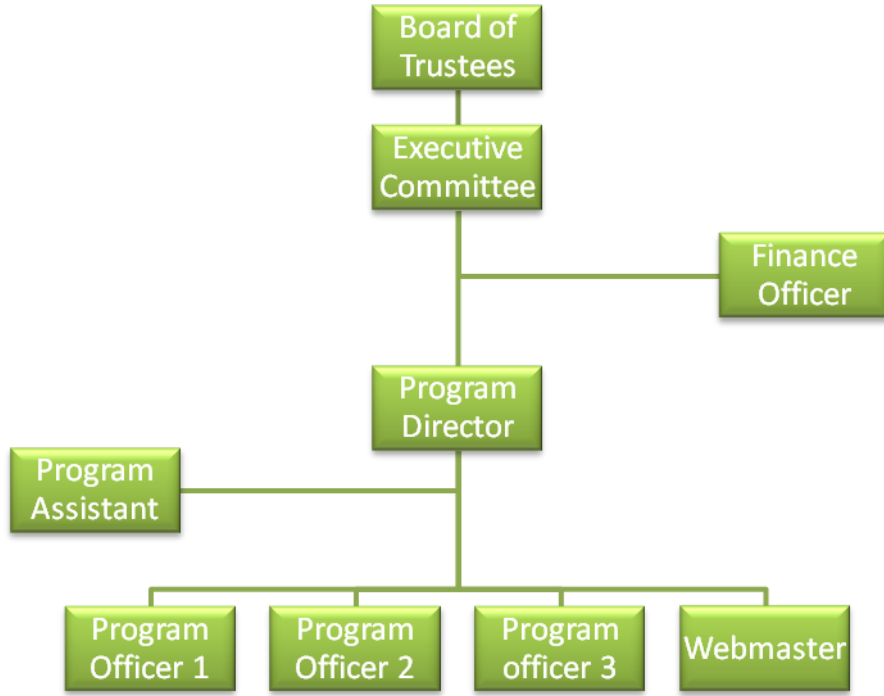 Board of
Trustees
Executive
Committee
Finance
Officer
Program
Director
Program
Assistant
Program
Officer 1
Program
Officer 2
Program
officer 3
Webmaster